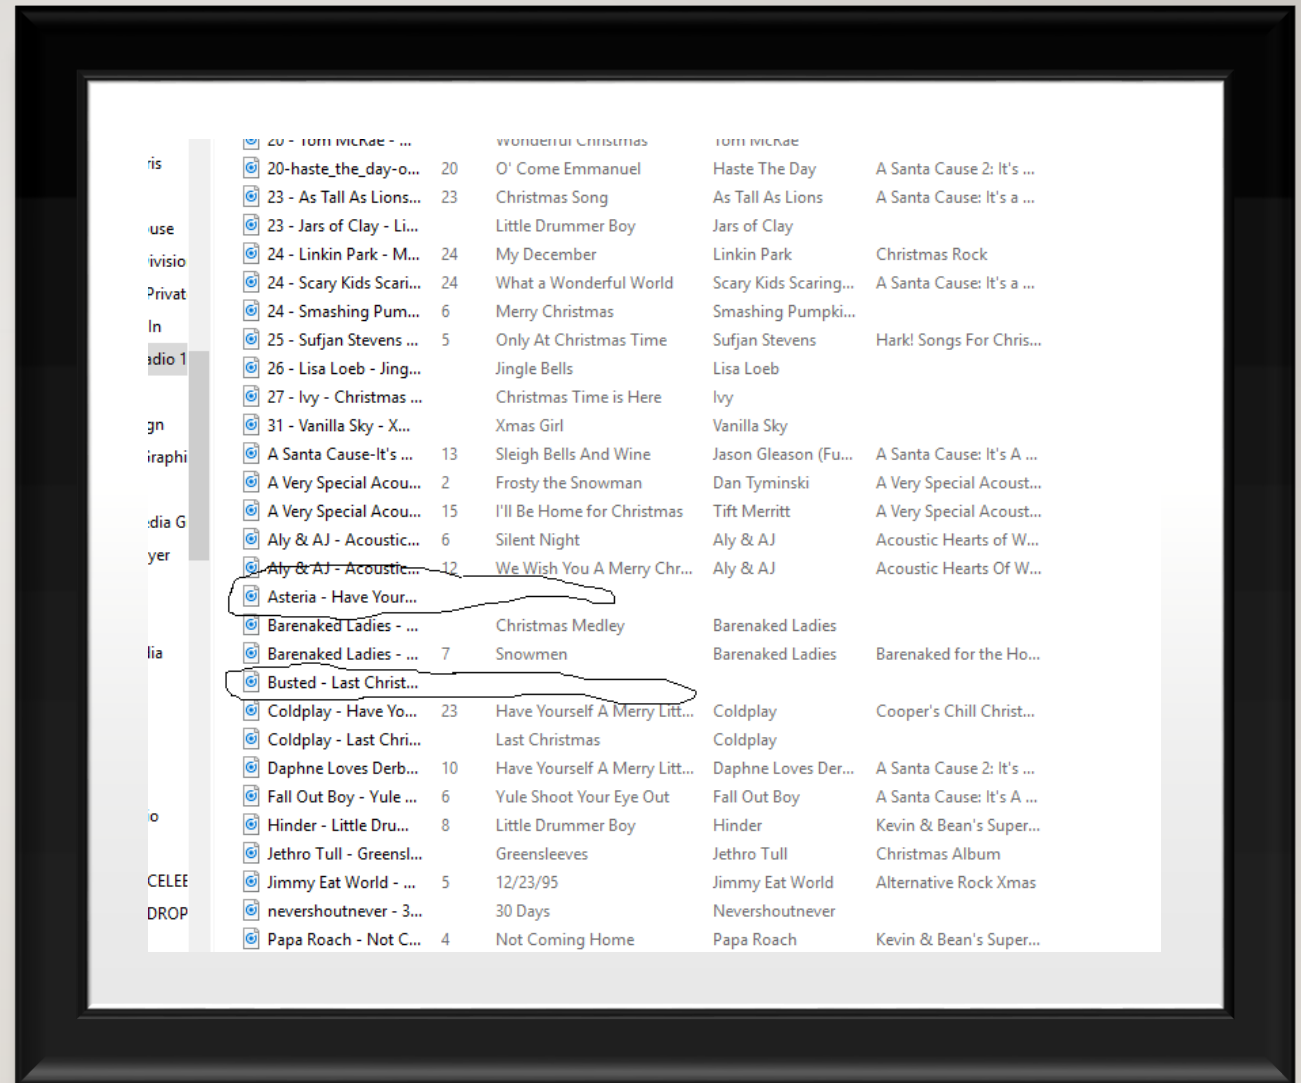 20 - Tom McRae - ... Wonderful Christmas Tom McRae
ris
20-haste_the_day-o... 20 O' Come Emmanuel Haste The Day A Santa Cause 2: It's ...
23 - As Tall As Lions... 23 Christmas Song As Tall As Lions A Santa Cause: It's a ...
use
23 - Jars of Clay - Li... Little Drummer Boy Jars of Clay
ivisio
24 - Linkin Park - M... 24 My December Linkin Park Christmas Rock
24 - Scary Kids Scari... 24 What a Wonderful World Scary Kids Scaring... A Santa Cause: It's a ...
Privat
24 - Smashing Pum... 6 Merry Christmas Smashing Pumpki...
In
25 - Sufjan Stevens ... 5 Only At Christmas Time Sufjan Stevens Hark! Songs For Chris...
adio 1
26 - Lisa Loeb - Jing... Jingle Bells Lisa Loeb
27 - Ivy - Christmas ... Christmas Time is Here Ivy
gn
31 - Vanilla Sky - X... Xmas Girl Vanilla Sky
raphi
A Santa Cause-It's ... 13 Sleigh Bells And Wine Jason Gleason (Fu... A Santa Cause: It's A ...
A Very Special Acou... 2 Frosty the Snowman Dan Tyminski A Very Special Acoust...
edia G
A Very Special Acou... 15 I'll Be Home for Christmas Tift Merritt A Very Special Acoust...
yer
Aly & AJ - Acoustic... 6 Silent Night Aly & AJ Acoustic Hearts of W...
Aly & AJ - Acoustic... 12 We Wish You A Merry Chr... Aly & AJ Acoustic Hearts Of W...
Asteria - Have Your...
Barenaked Ladies - ... Christmas Medley Barenaked Ladies
lia
Barenaked Ladies - ... 7 Snowmen Barenaked Ladies Barenaked for the Ho...
Busted - Last Christ...
Coldplay - Have Yo... 23 Have Yourself A Merry Litt... Coldplay Cooper's Chill Christ...
Coldplay - Last Chri... Last Christmas Coldplay
Daphne Loves Derb... 10 Have Yourself A Merry Litt... Daphne Loves Der... A Santa Cause 2: It's ...
Fall Out Boy - Yule ... 6 Yule Shoot Your Eye Out Fall Out Boy A Santa Cause: It's A ...
io
Hinder - Little Dru... 8 Little Drummer Boy Hinder Kevin & Bean's Super...
Jethro Tull - Greensl... Greensleeves Jethro Tull Christmas Album
CELEE
Jimmy Eat World - ... 5 12/23/95 Jimmy Eat World Alternative Rock Xmas
DROP
nevershoutnever - 3... 30 Days Nevershoutnever
Papa Roach - Not C... 4 Not Coming Home Papa Roach Kevin & Bean's Super...